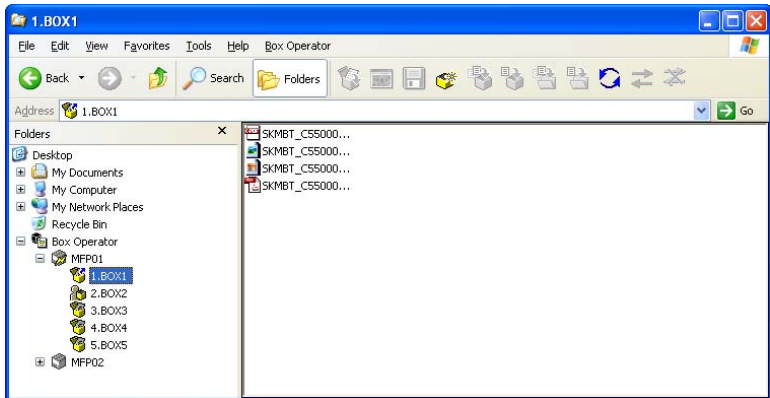 1.BOX1
File Edit View Favorites Tools Help Box Operator
Back Search Folders
Address 1.BOX1 Go
Folders
Desktop
My Documents
My Computer
My Network Places
Recycle Bin
Box Operator
MFP01
1.BOX1
2.BOX2
3.BOX3
4.BOX4
5.BOX5
MFP02
SKMBT_C55000...
SKMBT_C55000...
SKMBT_C55000...
SKMBT_C55000...